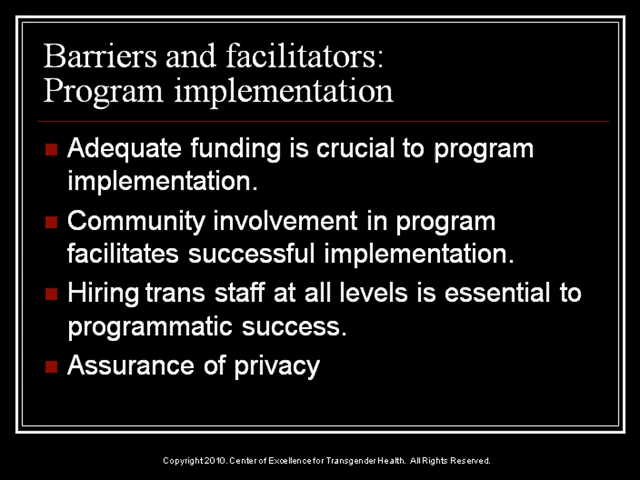 Barriers and facilitators:
Program implementation
Adequate funding is crucial to program
implementation.
Community involvement in program
facilitates successful implementation.
Hiring trans staff at all levels is essential to
programmatic success.
Assurance of privacy
Copyright 2010. Center of Excellence for Transgender Health. All Rights Reserved.